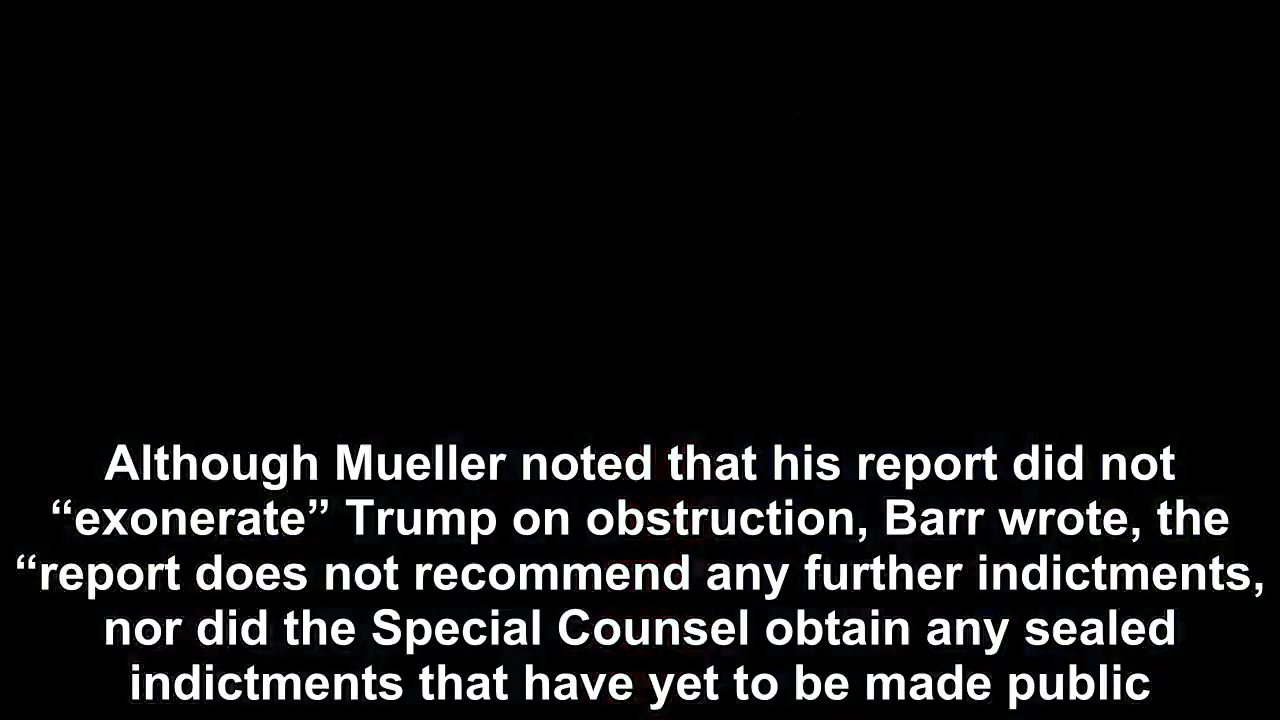 Although Mueller noted that his report did not
“exonerate” Trump on obstruction, Barr wrote, the
“report does not recommend any further indictments,
nor did the Special Counsel obtain any sealed
indictments that have yet to be made public